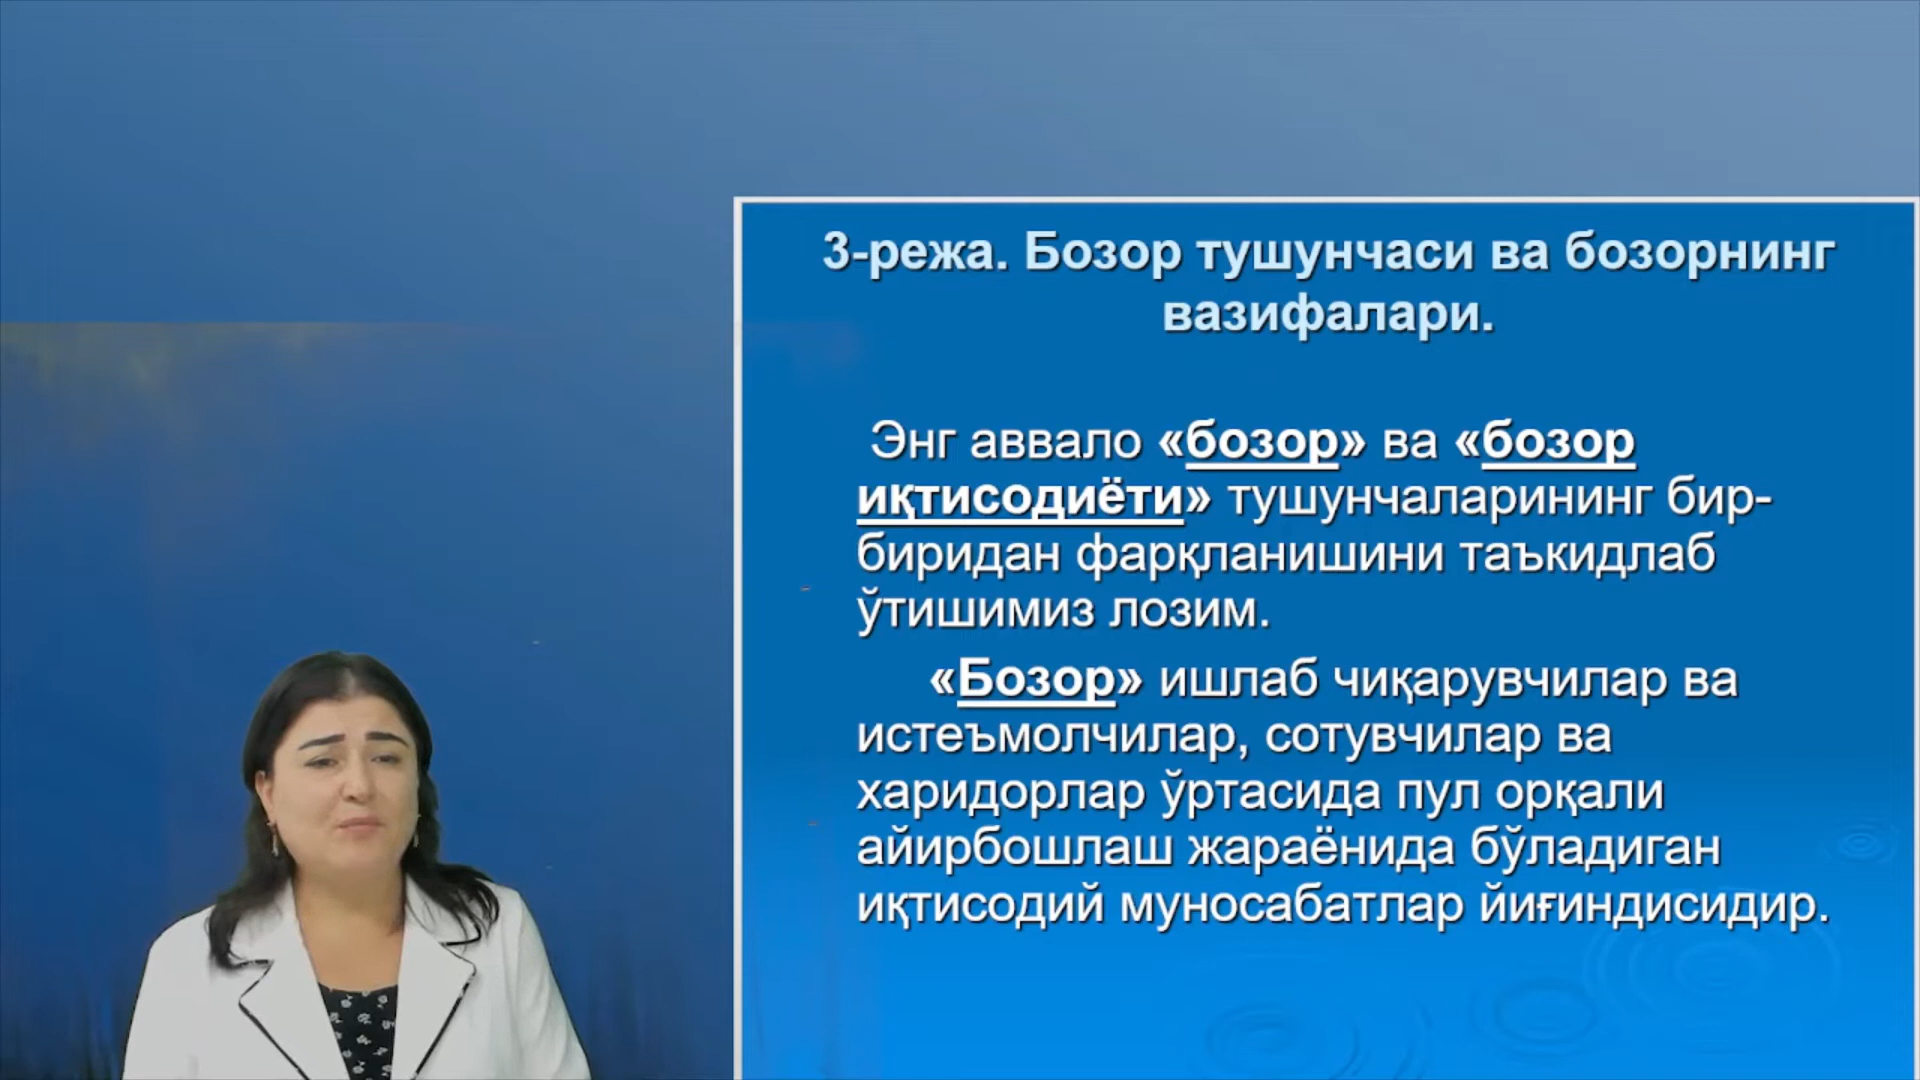 3-режа. Бозор тушунчаси ва бозорнинг
вазифалари.
Энг аввало «бозор» ва «бозор
иқтисодиёти» тушунчаларининг бир-
биридан фарқланишини таъкидлаб
ўтишимиз лозим.
«Бозор» ишлаб чиқарувчилар ва
истеъмолчилар, сотувчилар ва
харидорлар ўртасида пул орқали
айирбошлаш жараёнида бўладиган
иқтисодий муносабатлар йиғиндисидир.